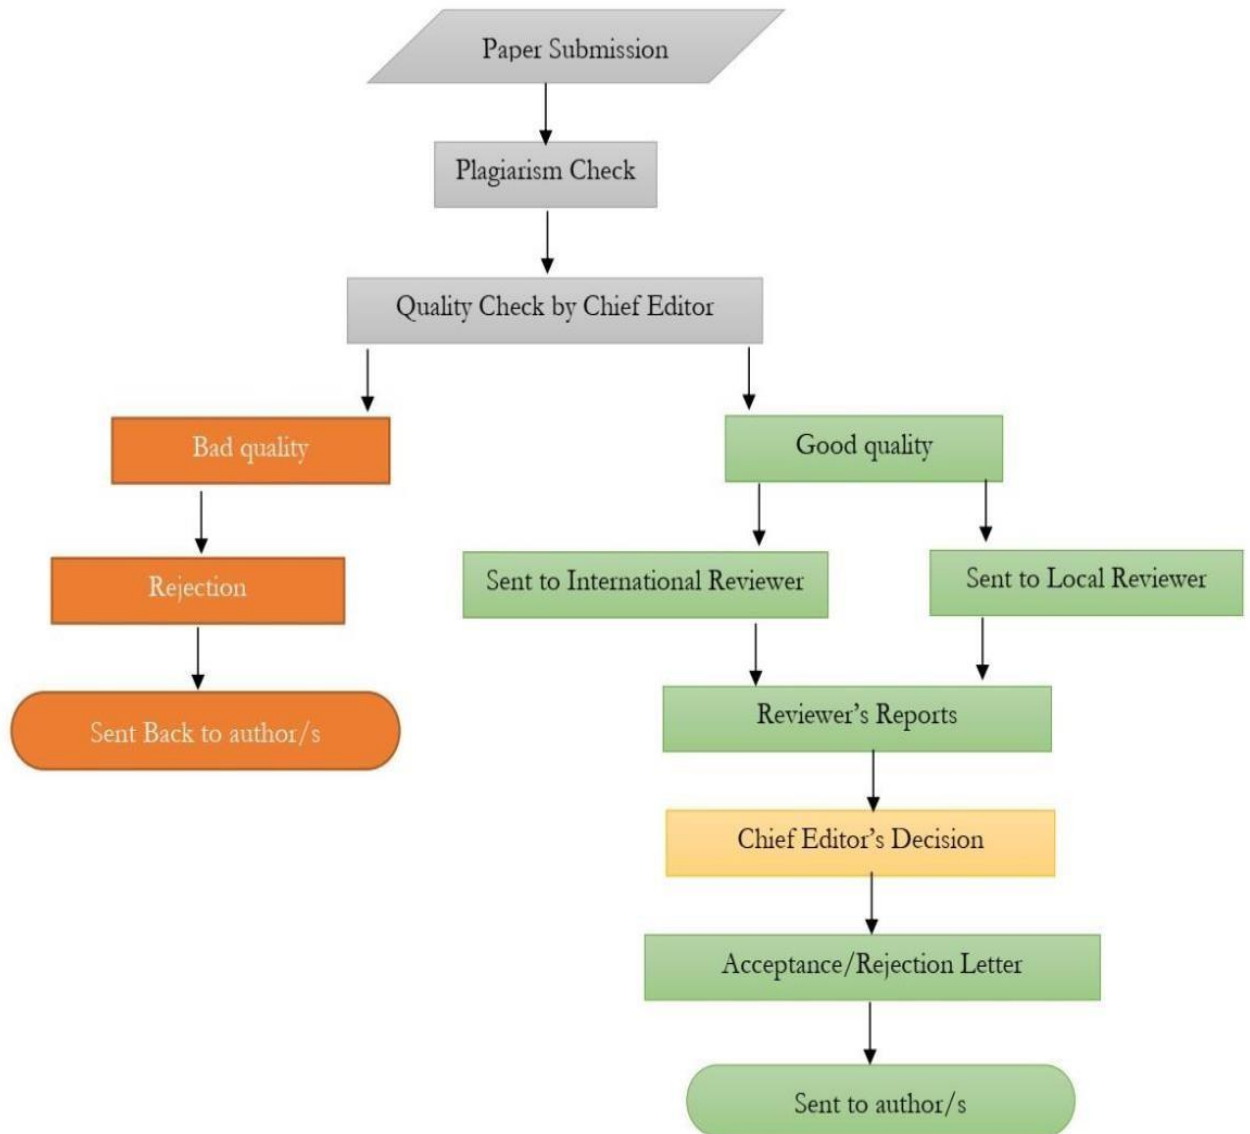 Paper Submission
Plagiarism Check
Quality Check by Chief Editor
Bad quality
Good quality
Rejection
Sent to International Reviewer
Sent to Local Reviewer
Sent Back to author/s
Reviewer’s Reports
Chief Editor’s Decision
Acceptance/Rejection Letter
Sent to author/s